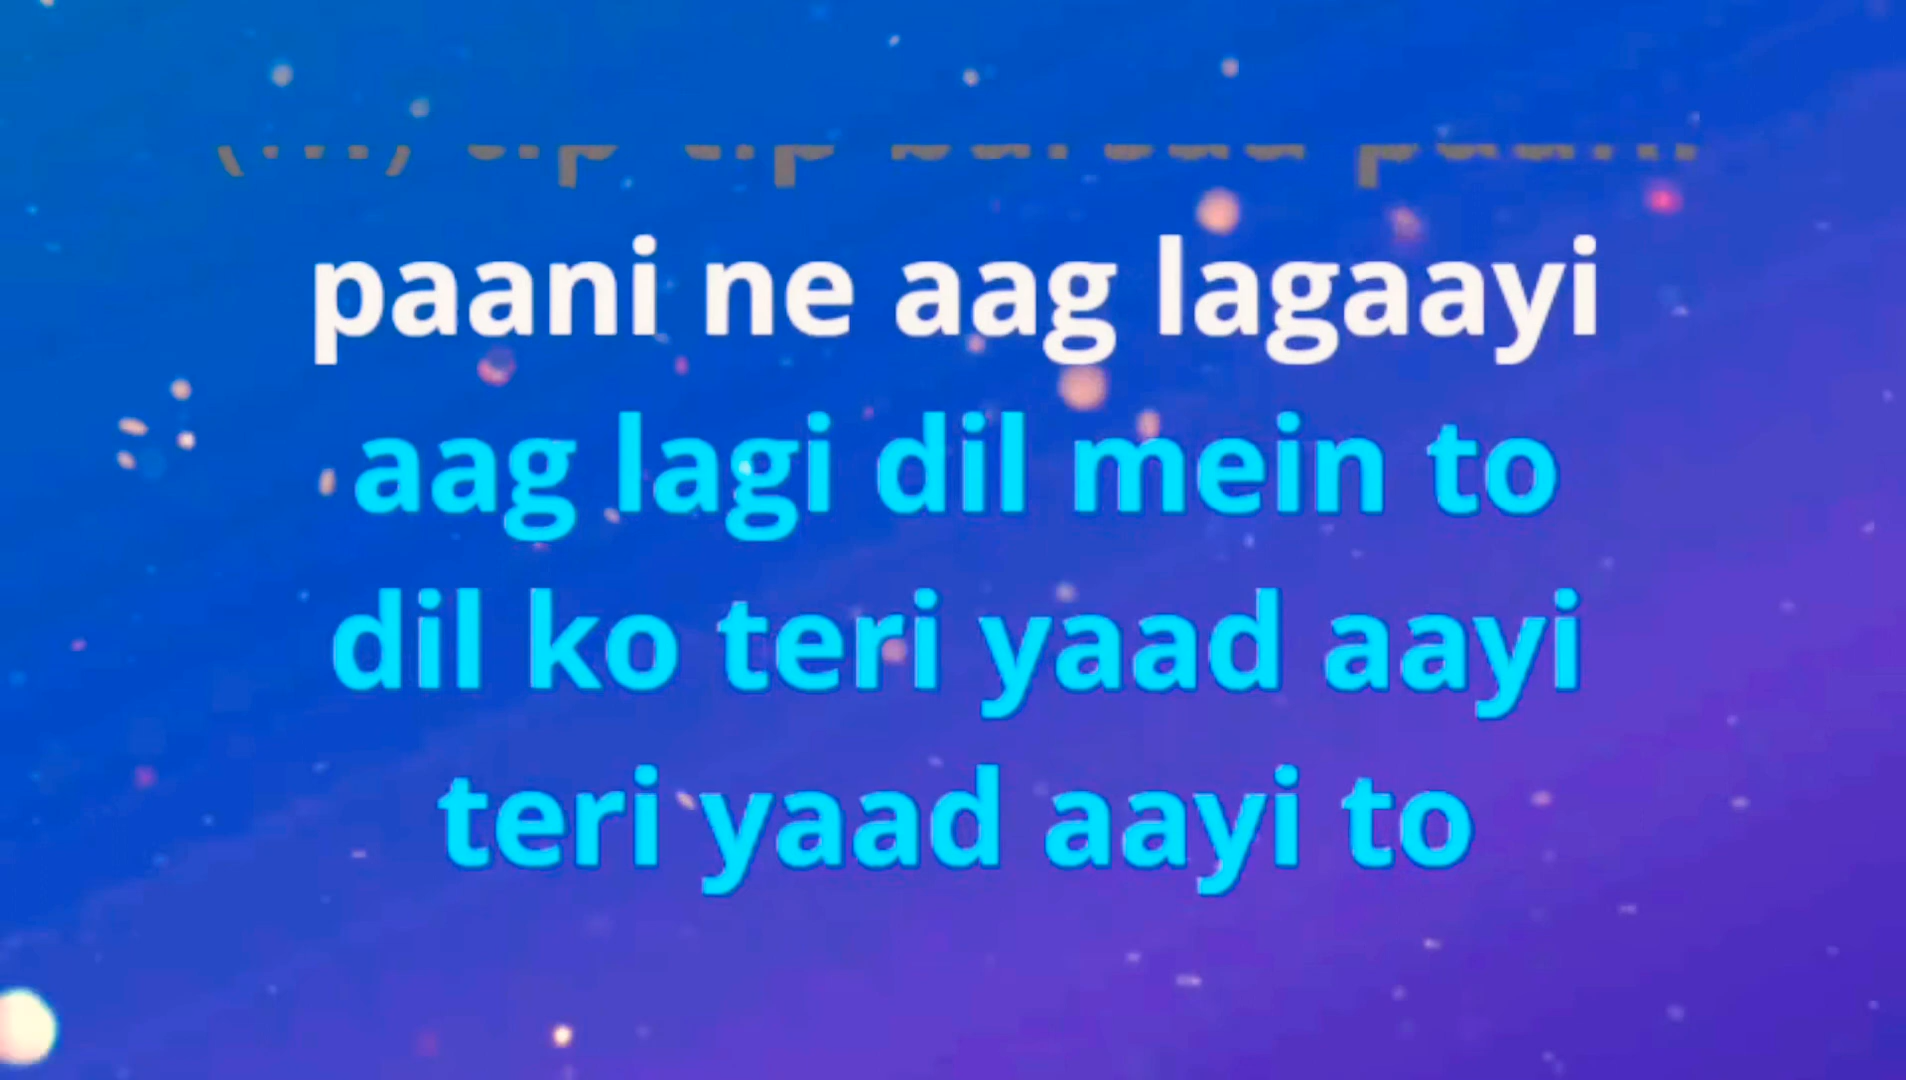 paani ne aag lagaayi
aag lagi dil mein to
dil ko teri yaad aayi
teri yaad aayi to